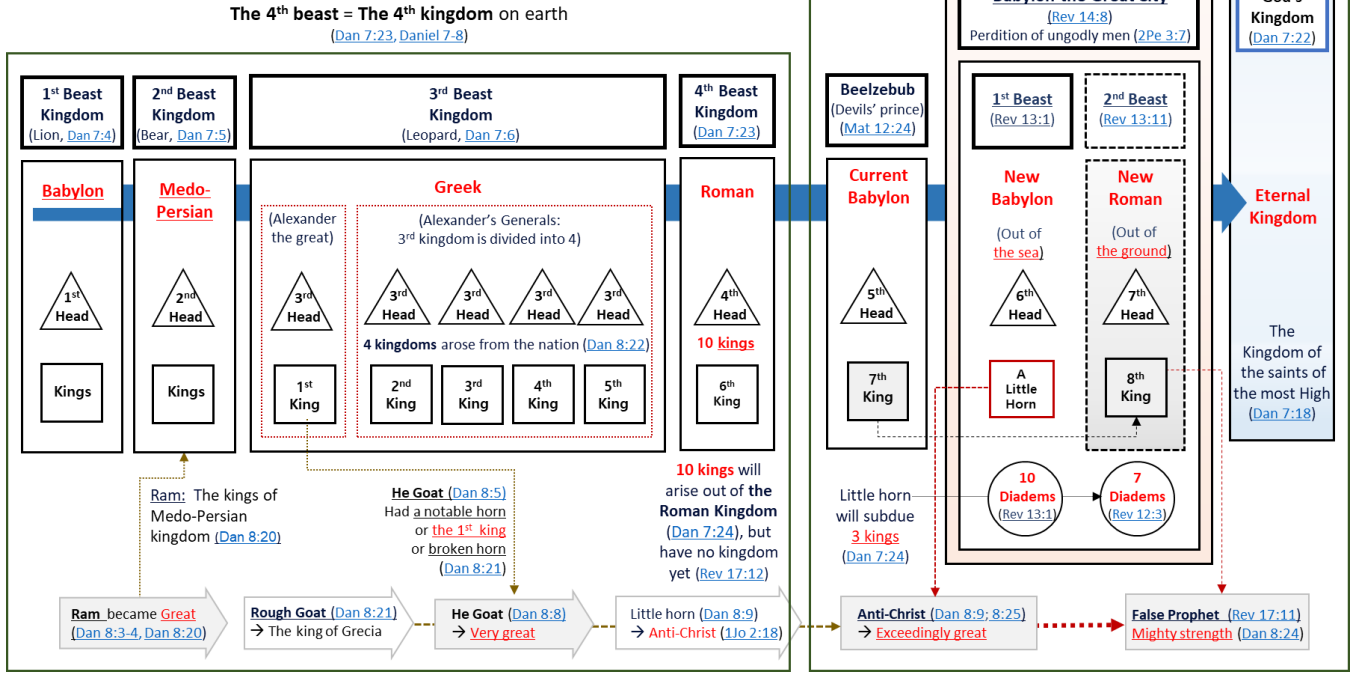 The 4th beast = The 4th kingdom on earth
(Dan 7:23, Daniel 7-8)
1st Beast
Kingdom
(Lion, Dan 7:4)
2nd Beast
Kingdom
(Bear, Dan 7:5)
3rd Beast
Kingdom
(Leopard, Dan 7:6)
4th Beast
Kingdom
(Dan 7:23)
Babylon
Medo-
Persian
Greek
Roman
(Alexander
the great)
(Alexander's Generals:
3rd kingdom is divided into 4)
1st
Head
2nd
Head
3rd
Head
3rd
Head
3rd
Head
3rd
Head
3rd
Head
4th
Head
4 kingdoms arose from the nation (Dan 8:22)
10 kings
Kings
Kings
1st
King
2nd
King
3rd
King
4th
King
5th
King
6th
King
Ram: The kings of
Medo-Persian
kingdom (Dan 8:20)
He Goat (Dan 8:5)
Had a notable horn
or the 1st king
or broken horn
(Dan 8:21)
10 kings will
arise out of the
Roman Kingdom
(Dan 7:24), but
have no kingdom
yet (Rev 17:12)
(Rev 14:8)
Perdition of ungodly men (2Pe 3:7)
Kingdom
(Dan 7:22)
Beelzebub
(Devils' prince)
(Mat 12:24)
1st Beast
(Rev 13:1)
2nd Beast
(Rev 13:11)
Current
Babylon
New
Babylon
(Out of
the sea)
New
Roman
(Out of
the ground)
Eternal
Kingdom
5th
Head
6th
Head
7th
Head
7th
King
A
Little
Horn
8th
King
The
Kingdom of
the saints of
the most High
(Dan 7:18)
Little horn
will subdue
3 kings
(Dan 7:24)
10
Diadems
(Rev 13:1)
7
Diadems
(Rev 12:3)
Ram became Great
(Dan 8:3-4, Dan 8:20)
Rough Goat (Dan 8:21)
→ The king of Grecia
He Goat (Dan 8:8)
→ Very great
Little horn (Dan 8:9)
→ Anti-Christ (1Jo 2:18)
Anti-Christ (Dan 8:9; 8:25)
→ Exceedingly great
False Prophet (Rev 17:11)
Mighty strength (Dan 8:24)